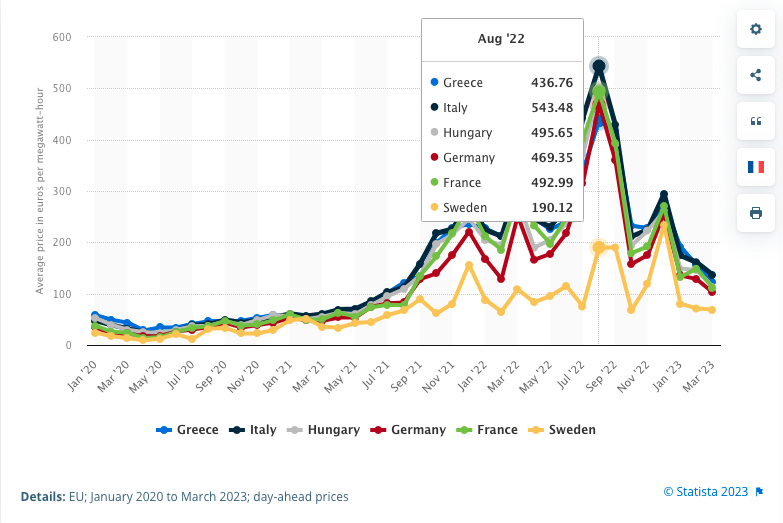 Average price in euros per megawatt-hour
600
500
400
300
200
100
0
Aug '22
Greece 436.76
Italy 543.48
Hungary 495.65
Germany 469.35
France 492.99
Sweden 190.12
Jan '20 Mar '20 May '20 Jul '20 Sep '20 Nov '20 Jan '21 Mar '21 May '21 Jul '21 Sep '21 Nov '21 Jan '22 Mar '22 May '22 Jul '22 Sep '22 Nov '22 Jan '23 Mar '23
Greece Italy Hungary Germany France Sweden
Details: EU; January 2020 to March 2023; day-ahead prices
© Statista 2023